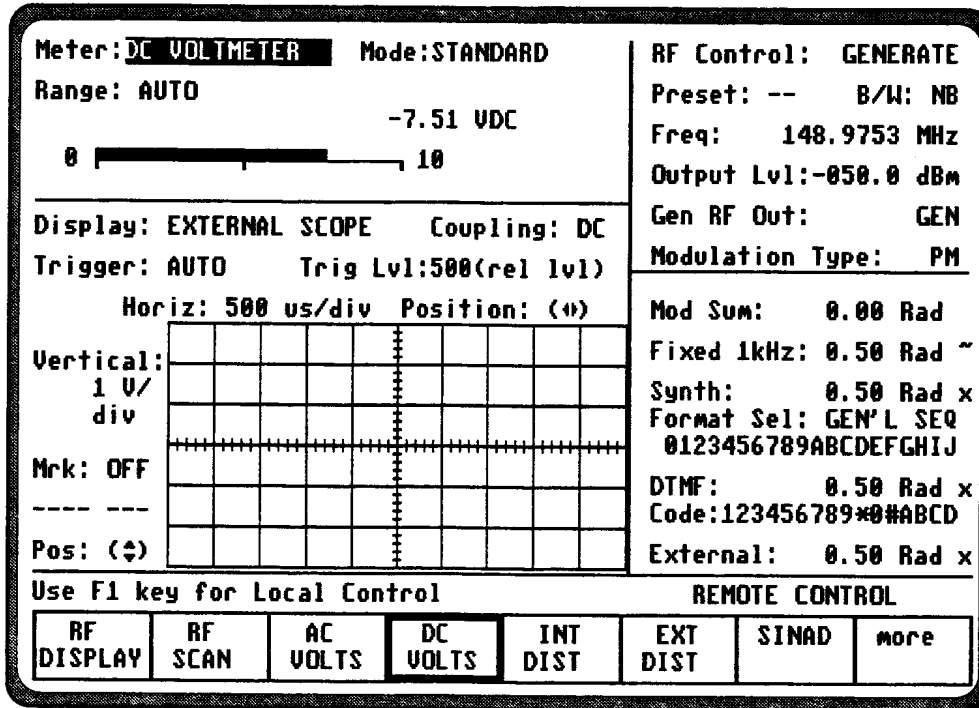 Meter:DC VOLTMETER Mode:STANDARD
Range: AUTO
-7.51 VDC
0 10
Display: EXTERNAL SCOPE Coupling: DC
Trigger: AUTO Trig Lvl:500(rel lvl)
Horiz: 500 us/div Position: (◂▸)
Vertical:
1 V/
div
Mrk: OFF
---- ---
Pos: (▴▾)
RF Control: GENERATE
Preset: -- B/W: NB
Freq: 148.9753 MHz
Output Lvl:-050.0 dBm
Gen RF Out: GEN
Modulation Type: PM
Mod Sum: 0.00 Rad
Fixed 1kHz: 0.50 Rad ~
Synth: 0.50 Rad x
Format Sel: GEN'L SEQ
0123456789ABCDEFGHIJ
DTMF: 0.50 Rad x
Code:123456789*0#ABCD
External: 0.50 Rad x
Use F1 key for Local Control REMOTE CONTROL
RF DISPLAY
RF SCAN
AC VOLTS
DC VOLTS
INT DIST
EXT DIST
SINAD
more